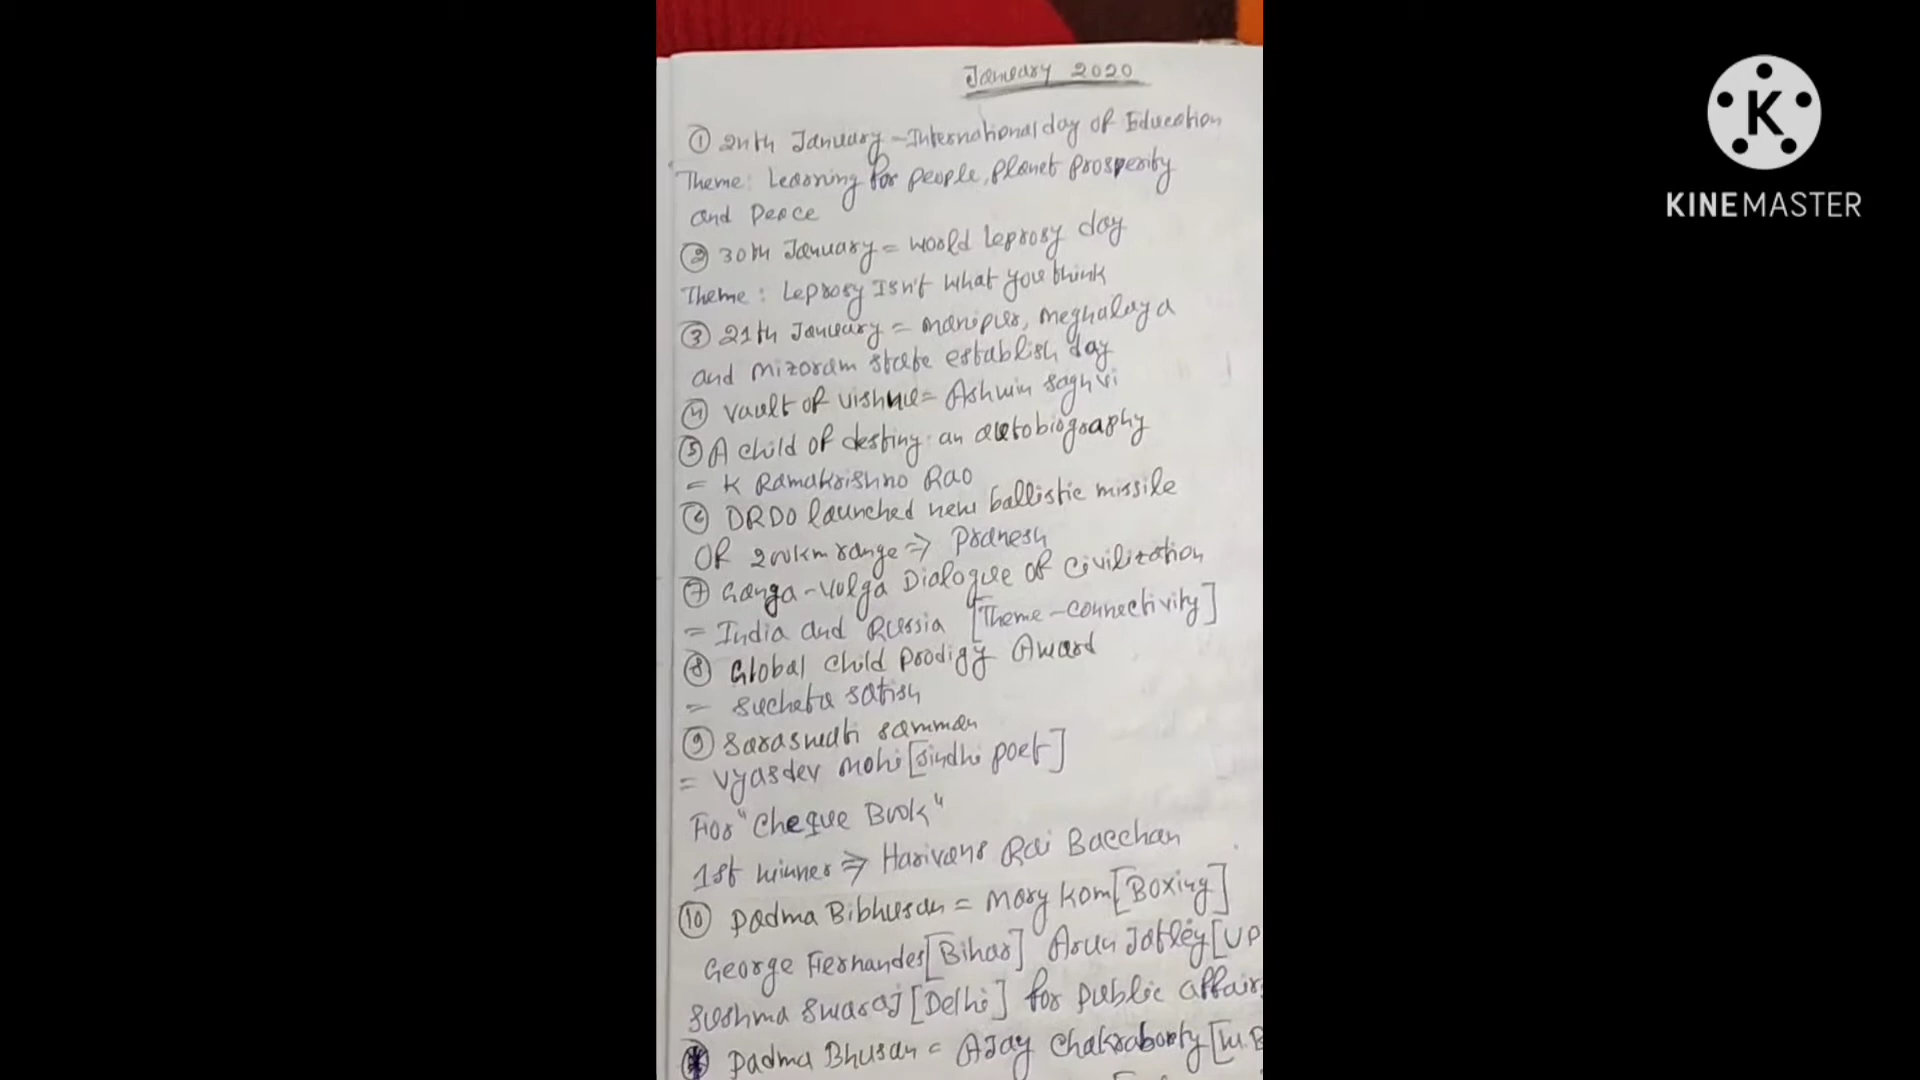 January 2020
① 24th January - International day of Education
Theme: Learning for people, planet prosperity
and peace
② 30th January = World leprosy day
Theme: Leprosy Isn't what you think
③ 21th January = Manipur, Meghalaya
and Mizoram state establish day
④ Vault of Vishnu = Ashwin Saghvi
⑤ A child of destiny: an autobiography
= K Ramakrishno Rao
⑥ DRDO launched new ballistic missile
OF 200km range ⇒ Pranesh
⑦ Ganga-Volga Dialogue of Civilization
= India and Russia [Theme - Connectivity]
⑧ Global Child Prodigy Award
= Sucheta Satish
⑨ Saraswati Samman
= Vyasdev Mohi [Sindhi poet]
For "Cheque Book"
1st winner ⇒ Harivans Rai Bacchan
⑩ Padma Bibhusan = Mary Kom [Boxing]
George Fernandes [Bihar] Arun Jatley [UP
Sushma Swaraj [Delhi] for public affairs
Padma Bhusan = Ajay Chakraborty [W.B
K
KINEMASTER